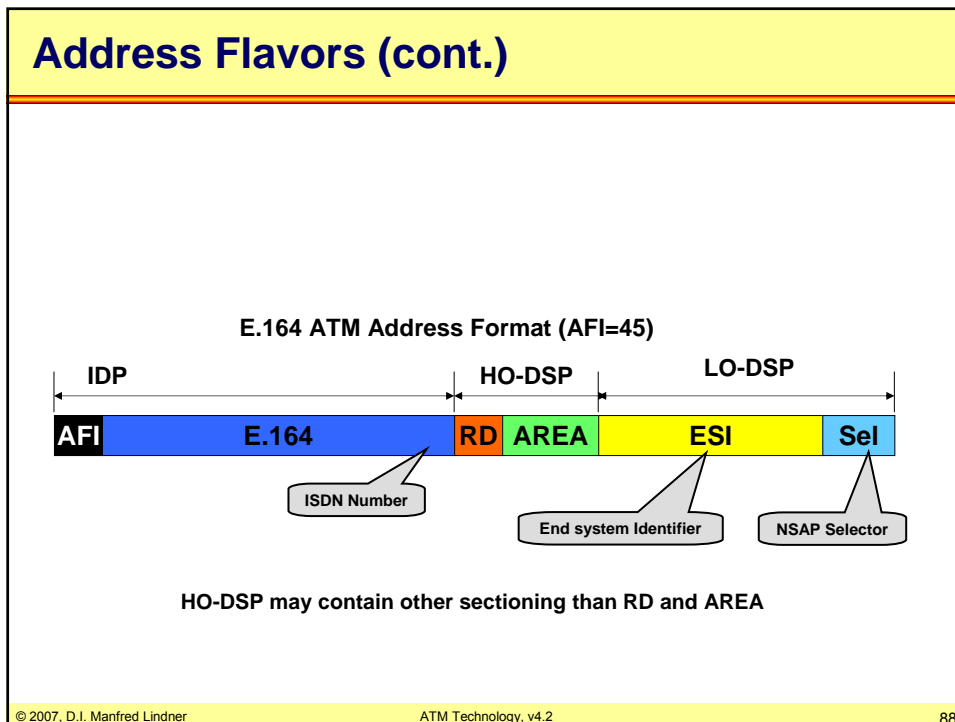 Address Flavors (cont.)
E.164 ATM Address Format (AFI=45)
IDP HO-DSP LO-DSP
AFI E.164 RD AREA ESI Sel
ISDN Number
End system Identifier NSAP Selector
HO-DSP may contain other sectioning than RD and AREA
© 2007, D.I. Manfred Lindner ATM Technology, v4.2 88